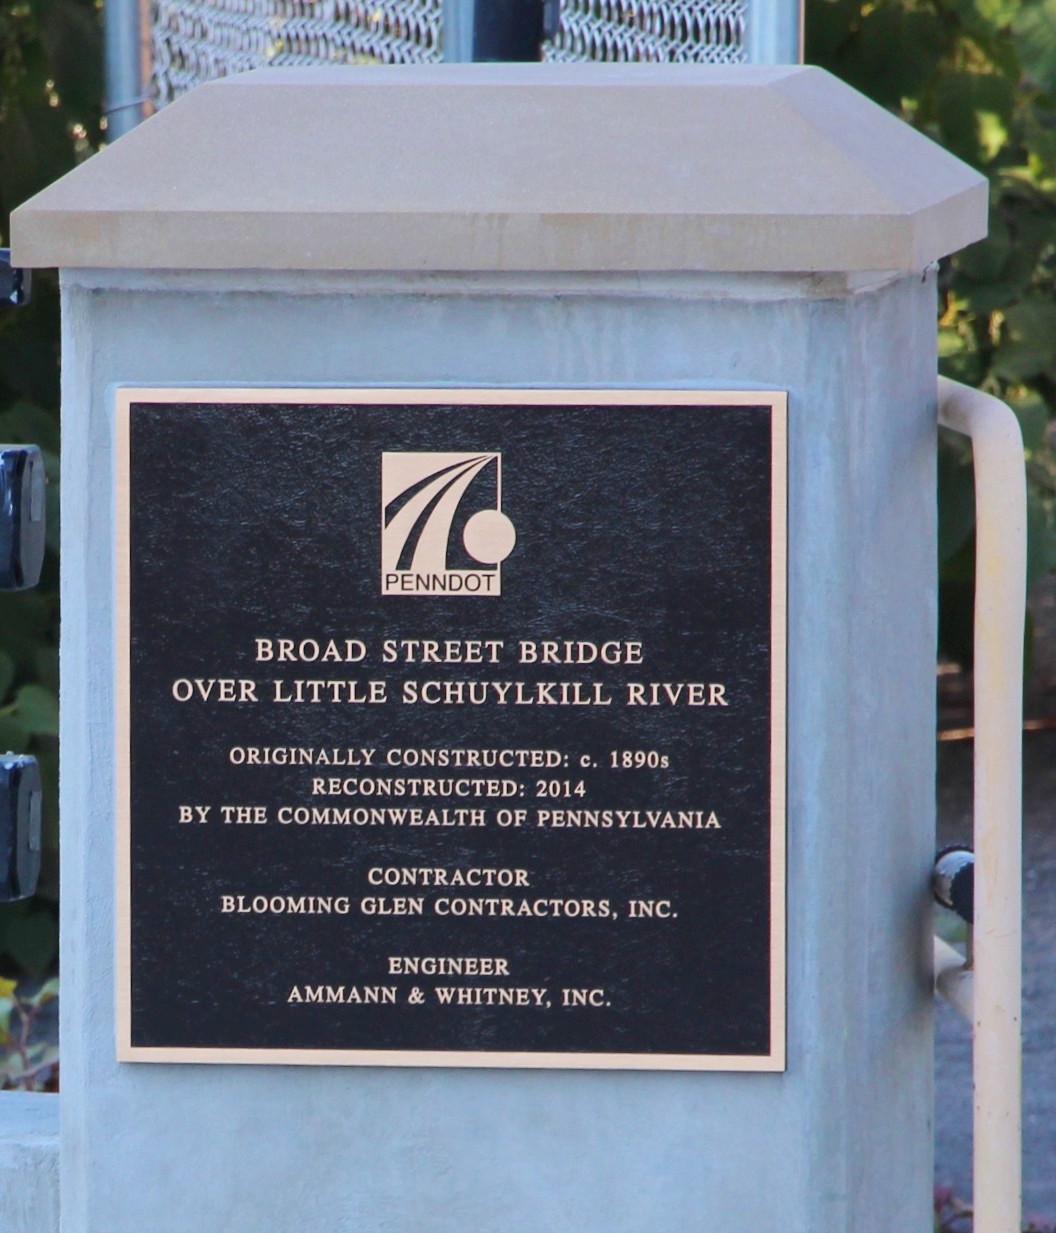 PENNDOT
BROAD STREET BRIDGE
OVER LITTLE SCHUYLKILL RIVER
ORIGINALLY CONSTRUCTED: c. 1890s
RECONSTRUCTED: 2014
BY THE COMMONWEALTH OF PENNSYLVANIA
CONTRACTOR
BLOOMING GLEN CONTRACTORS, INC.
ENGINEER
AMMANN & WHITNEY, INC.